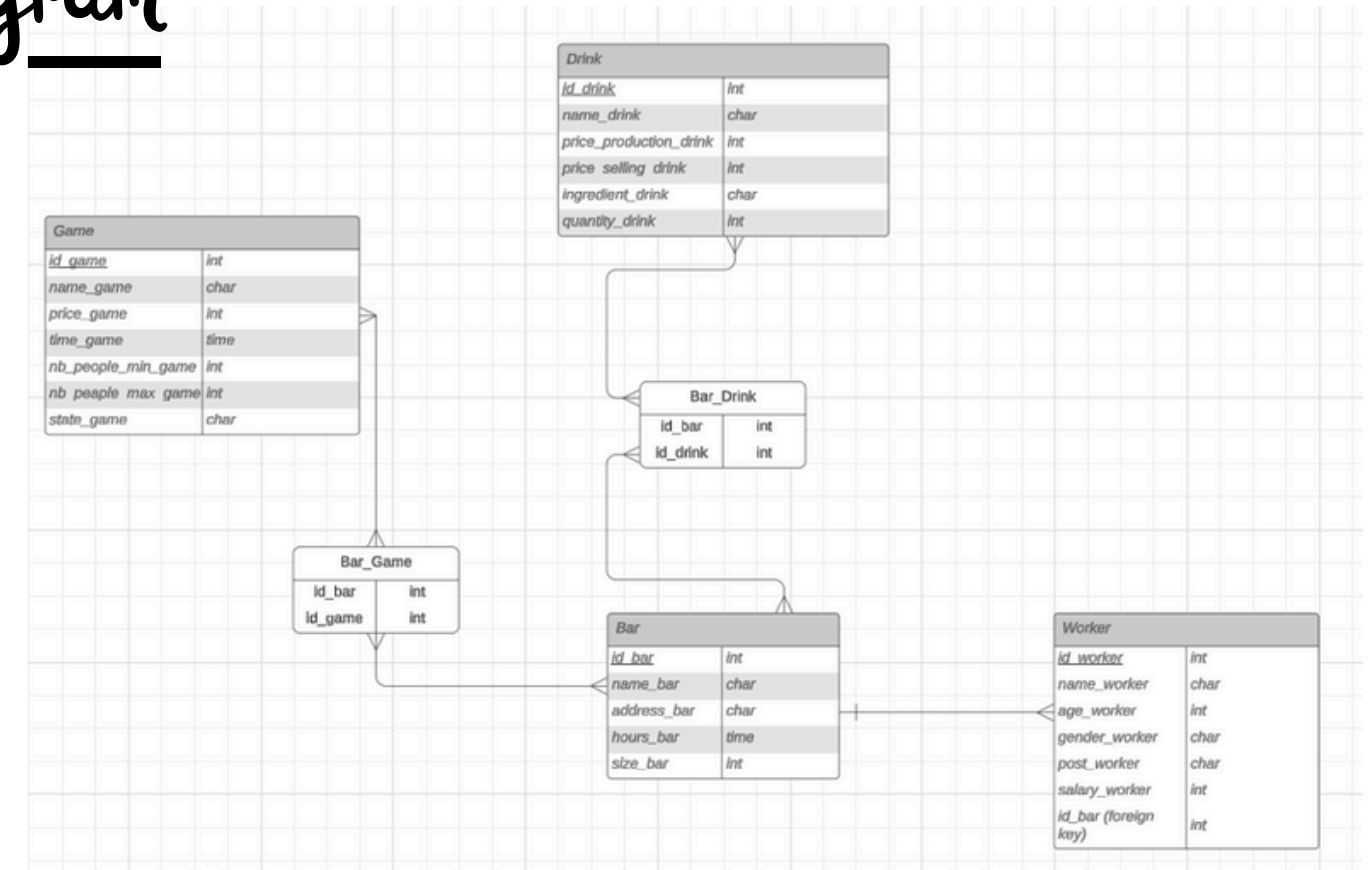 Drink
id_drink int
name_drink char
price_production_drink int
price selling drink int
ingredient_drink char
quantity_drink int
Game
id_game int
name_game char
price_game int
time_game time
nb_people_min_game int
nb peaple max game int
state_game char
Bar_Drink
id_bar int
id_drink int
Bar_Game
id_bar int
id_game int
Bar
id_bar int
name_bar char
address_bar char
hours_bar time
size_bar int
Worker
id_worker int
name_worker char
age_worker int
gender_worker char
post_worker char
salary_worker int
id_bar (foreign
key) int